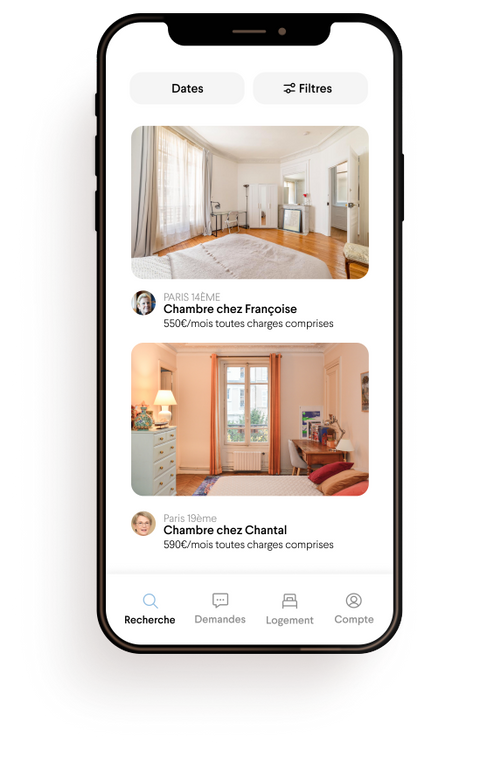 Dates
Filtres
PARIS 14ÈME
Chambre chez Françoise
550€/mois toutes charges comprises
Paris 19ème
Chambre chez Chantal
590€/mois toutes charges comprises
Recherche
Demandes
Logement
Compte